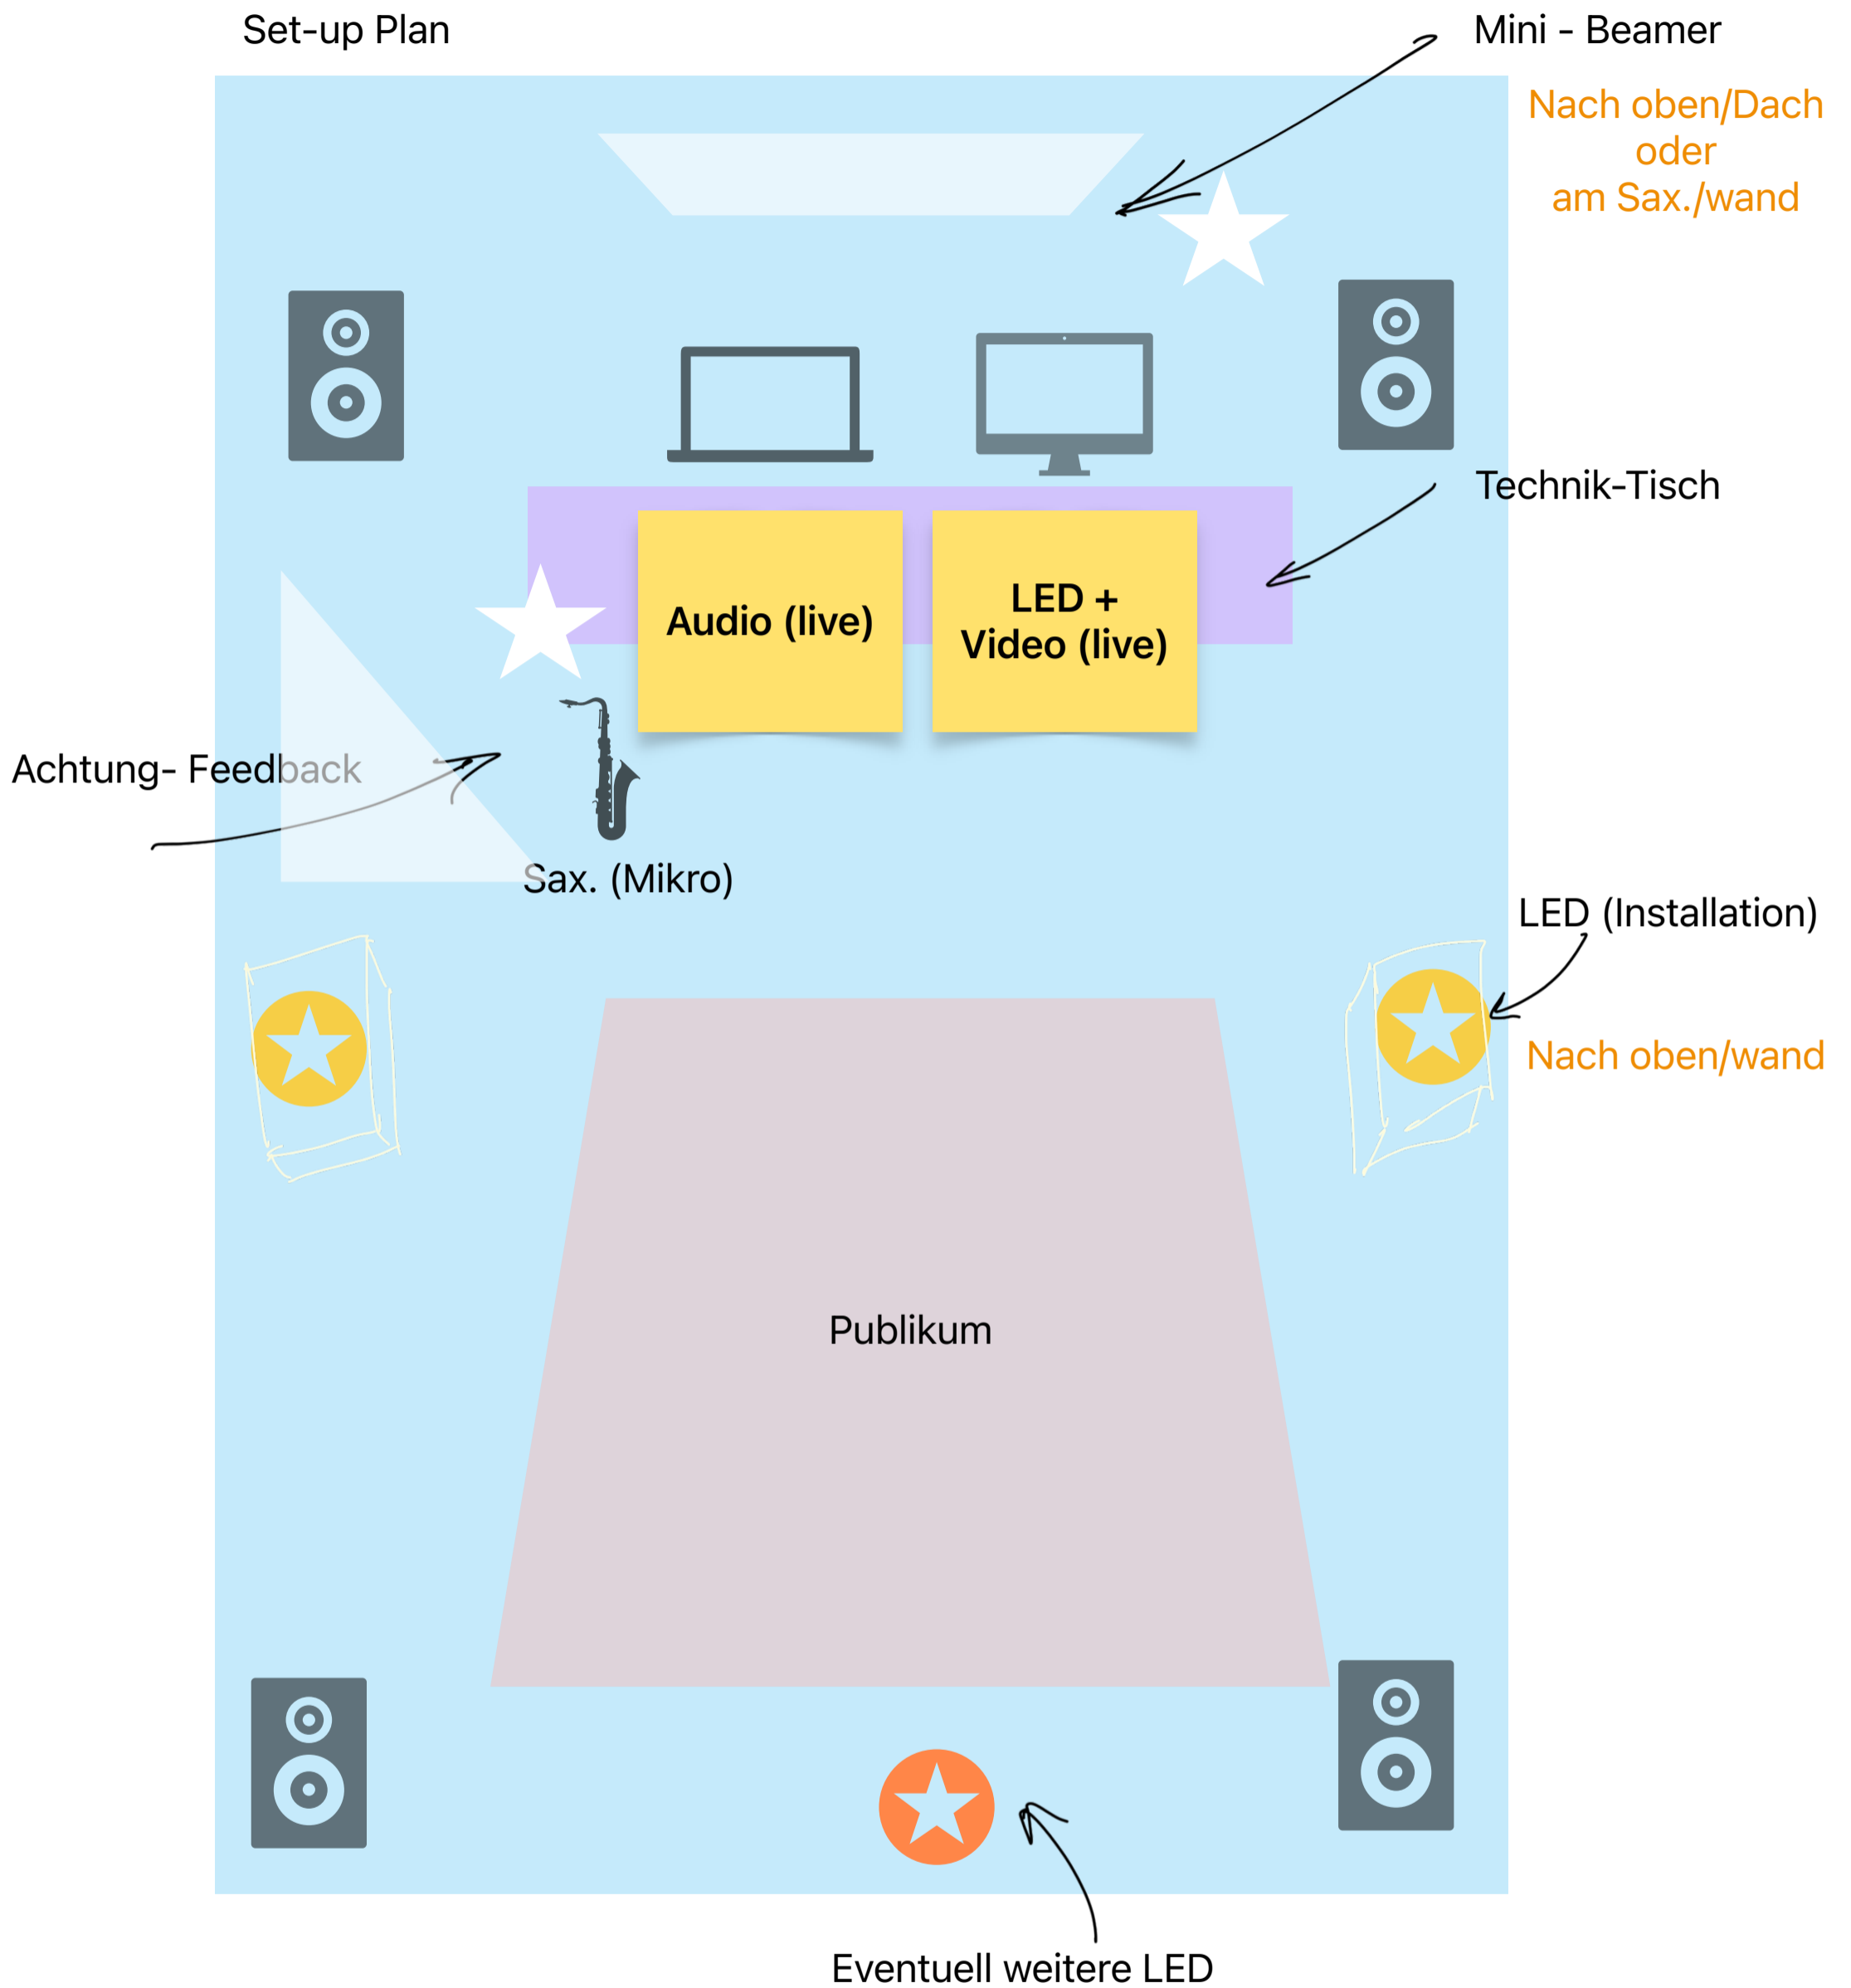 Set-up Plan
Mini - Beamer
Nach oben/Dach
oder
am Sax./wand
Technik-Tisch
Audio (live)
LED +
Video (live)
Achtung- Feedback
Sax. (Mikro)
LED (Installation)
Nach oben/wand
Publikum
Eventuell weitere LED